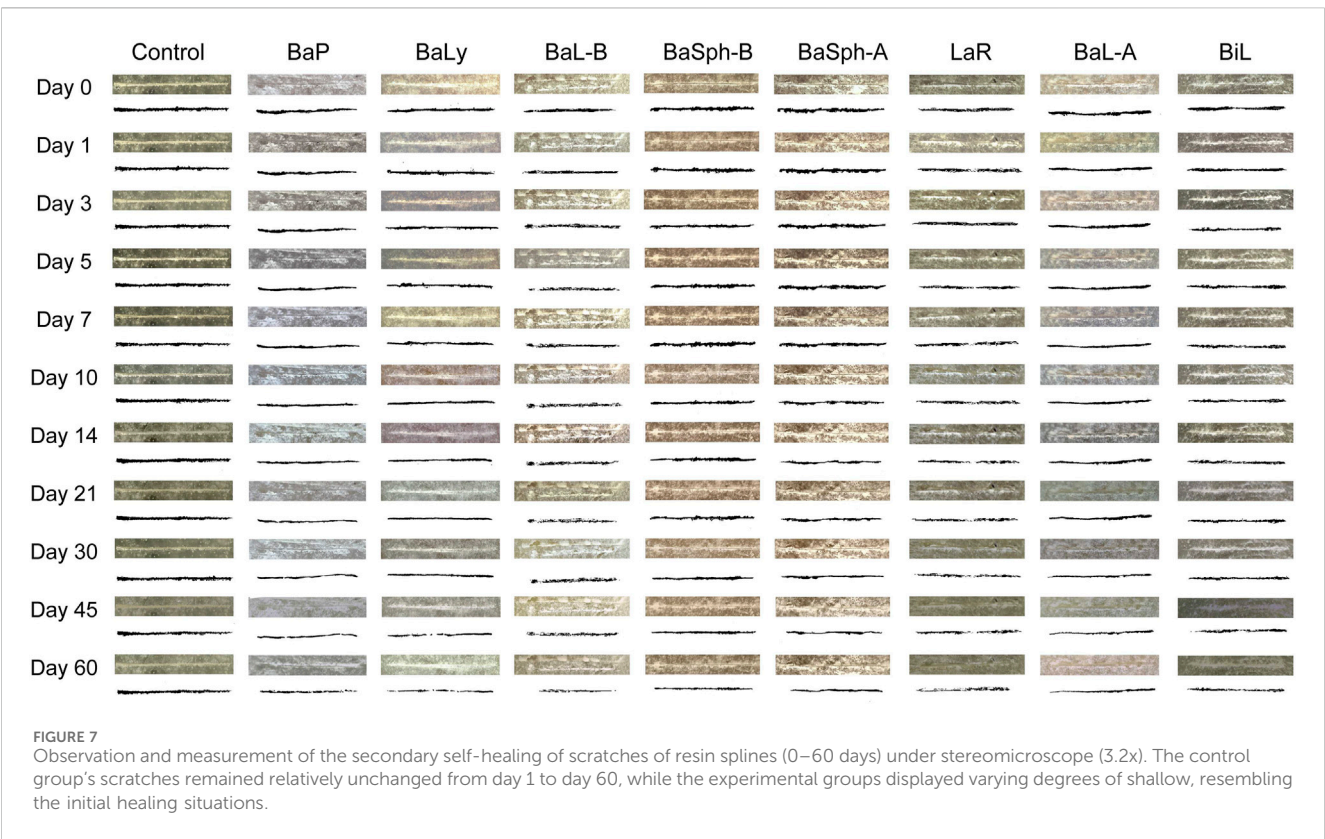 Control BaP BaLy BaL-B BaSph-B BaSph-A LaR BaL-A BiL
Day 0
Day 1
Day 3
Day 5
Day 7
Day 10
Day 14
Day 21
Day 30
Day 45
Day 60
FIGURE 7
Observation and measurement of the secondary self-healing of scratches of resin splines (0–60 days) under stereomicroscope (3.2x). The control
group's scratches remained relatively unchanged from day 1 to day 60, while the experimental groups displayed varying degrees of shallow, resembling
the initial healing situations.